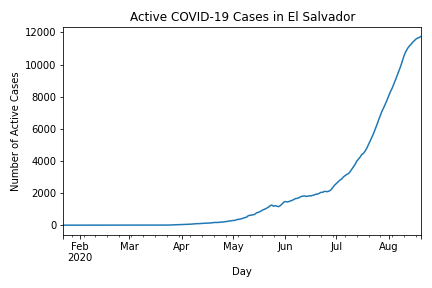 Active COVID-19 Cases in El Salvador
12000
10000
8000
6000
4000
2000
0
Number of Active Cases
Feb Mar Apr May Jun Jul Aug
2020
Day